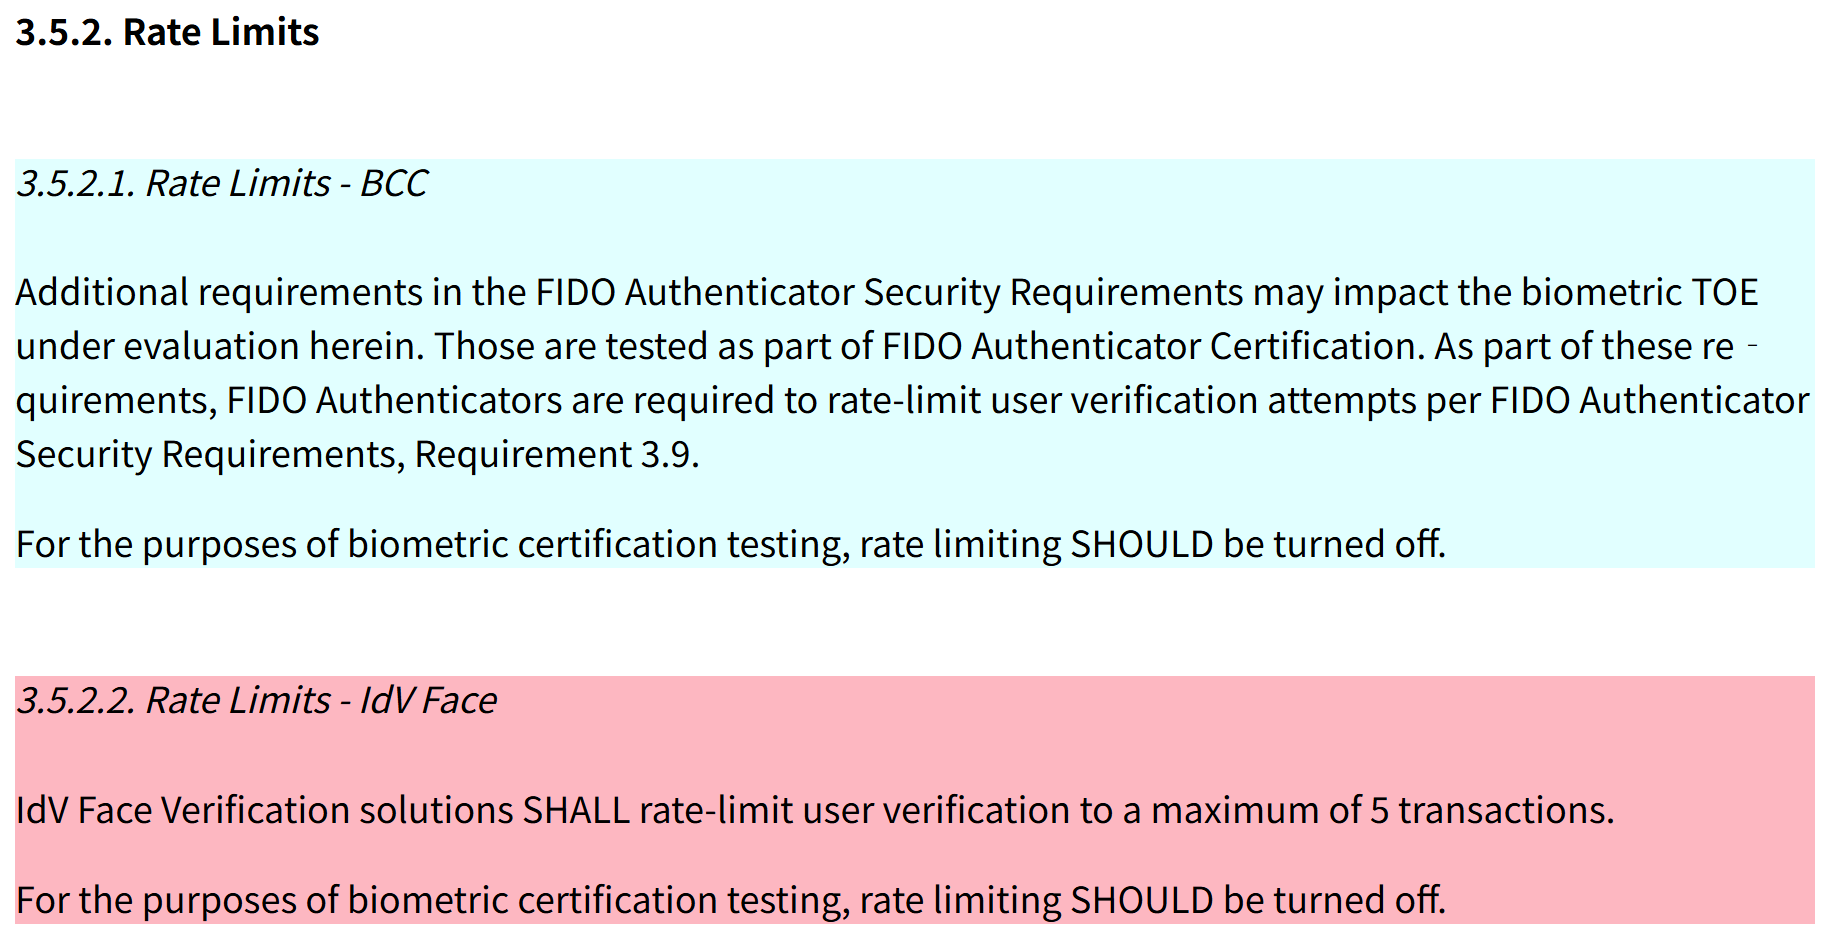 3.5.2. Rate Limits
3.5.2.1. Rate Limits - BCC
Additional requirements in the FIDO Authenticator Security Requirements may impact the biometric TOE
under evaluation herein. Those are tested as part of FIDO Authenticator Certification. As part of these re -
quirements, FIDO Authenticators are required to rate-limit user verification attempts per FIDO Authenticator
Security Requirements, Requirement 3.9.
For the purposes of biometric certification testing, rate limiting SHOULD be turned off.
3.5.2.2. Rate Limits - IdV Face
IdV Face Verification solutions SHALL rate-limit user verification to a maximum of 5 transactions.
For the purposes of biometric certification testing, rate limiting SHOULD be turned off.